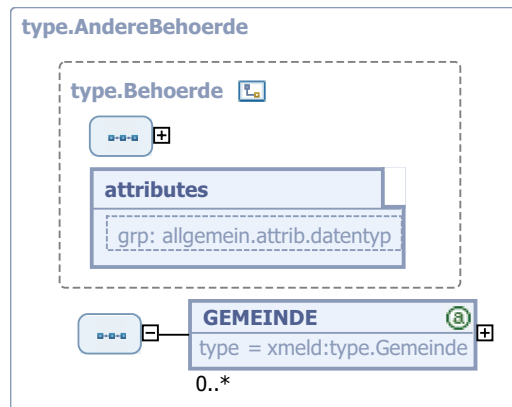 type.AndereBehoerde
type.Behoerde
attributes
grp: allgemein.attrib.datentyp
GEMEINDE a
type = xmeld:type.Gemeinde
0..*